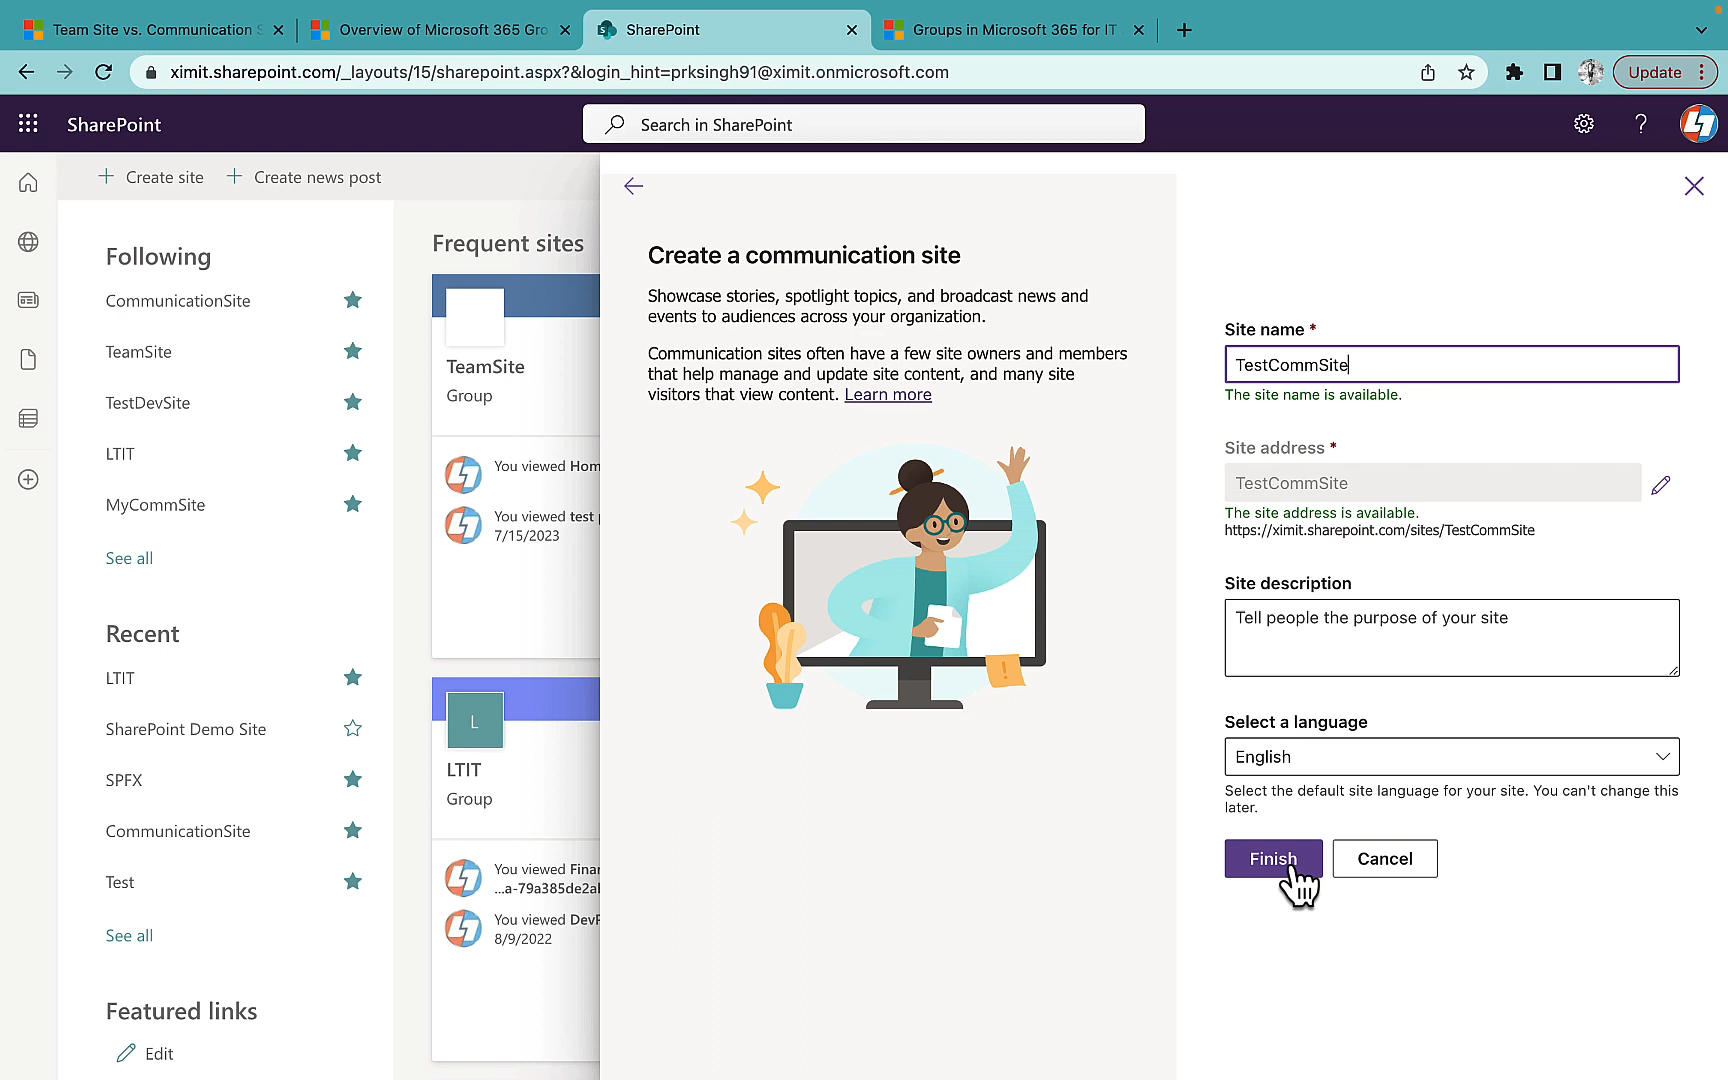 Team Site vs. Communication S
Overview of Microsoft 365 Gro
SharePoint
Groups in Microsoft 365 for IT
ximit.sharepoint.com/_layouts/15/sharepoint.aspx?&login_hint=prksingh91@ximit.onmicrosoft.com
Update
SharePoint
Search in SharePoint
Create site
Create news post
Following
CommunicationSite
TeamSite
TestDevSite
LTIT
MyCommSite
See all
Recent
LTIT
SharePoint Demo Site
SPFX
CommunicationSite
Test
See all
Featured links
Edit
Frequent sites
TeamSite
Group
You viewed Hom
You viewed test p
7/15/2023
L
LTIT
Group
You viewed Finan
...a-79a385de2al
You viewed DevP
8/9/2022
Create a communication site
Showcase stories, spotlight topics, and broadcast news and
events to audiences across your organization.
Communication sites often have a few site owners and members
that help manage and update site content, and many site
visitors that view content. Learn more
Site name *
TestCommSite
The site name is available.
Site address *
TestCommSite
The site address is available.
https://ximit.sharepoint.com/sites/TestCommSite
Site description
Tell people the purpose of your site
Select a language
English
Select the default site language for your site. You can't change this
later.
Finish
Cancel